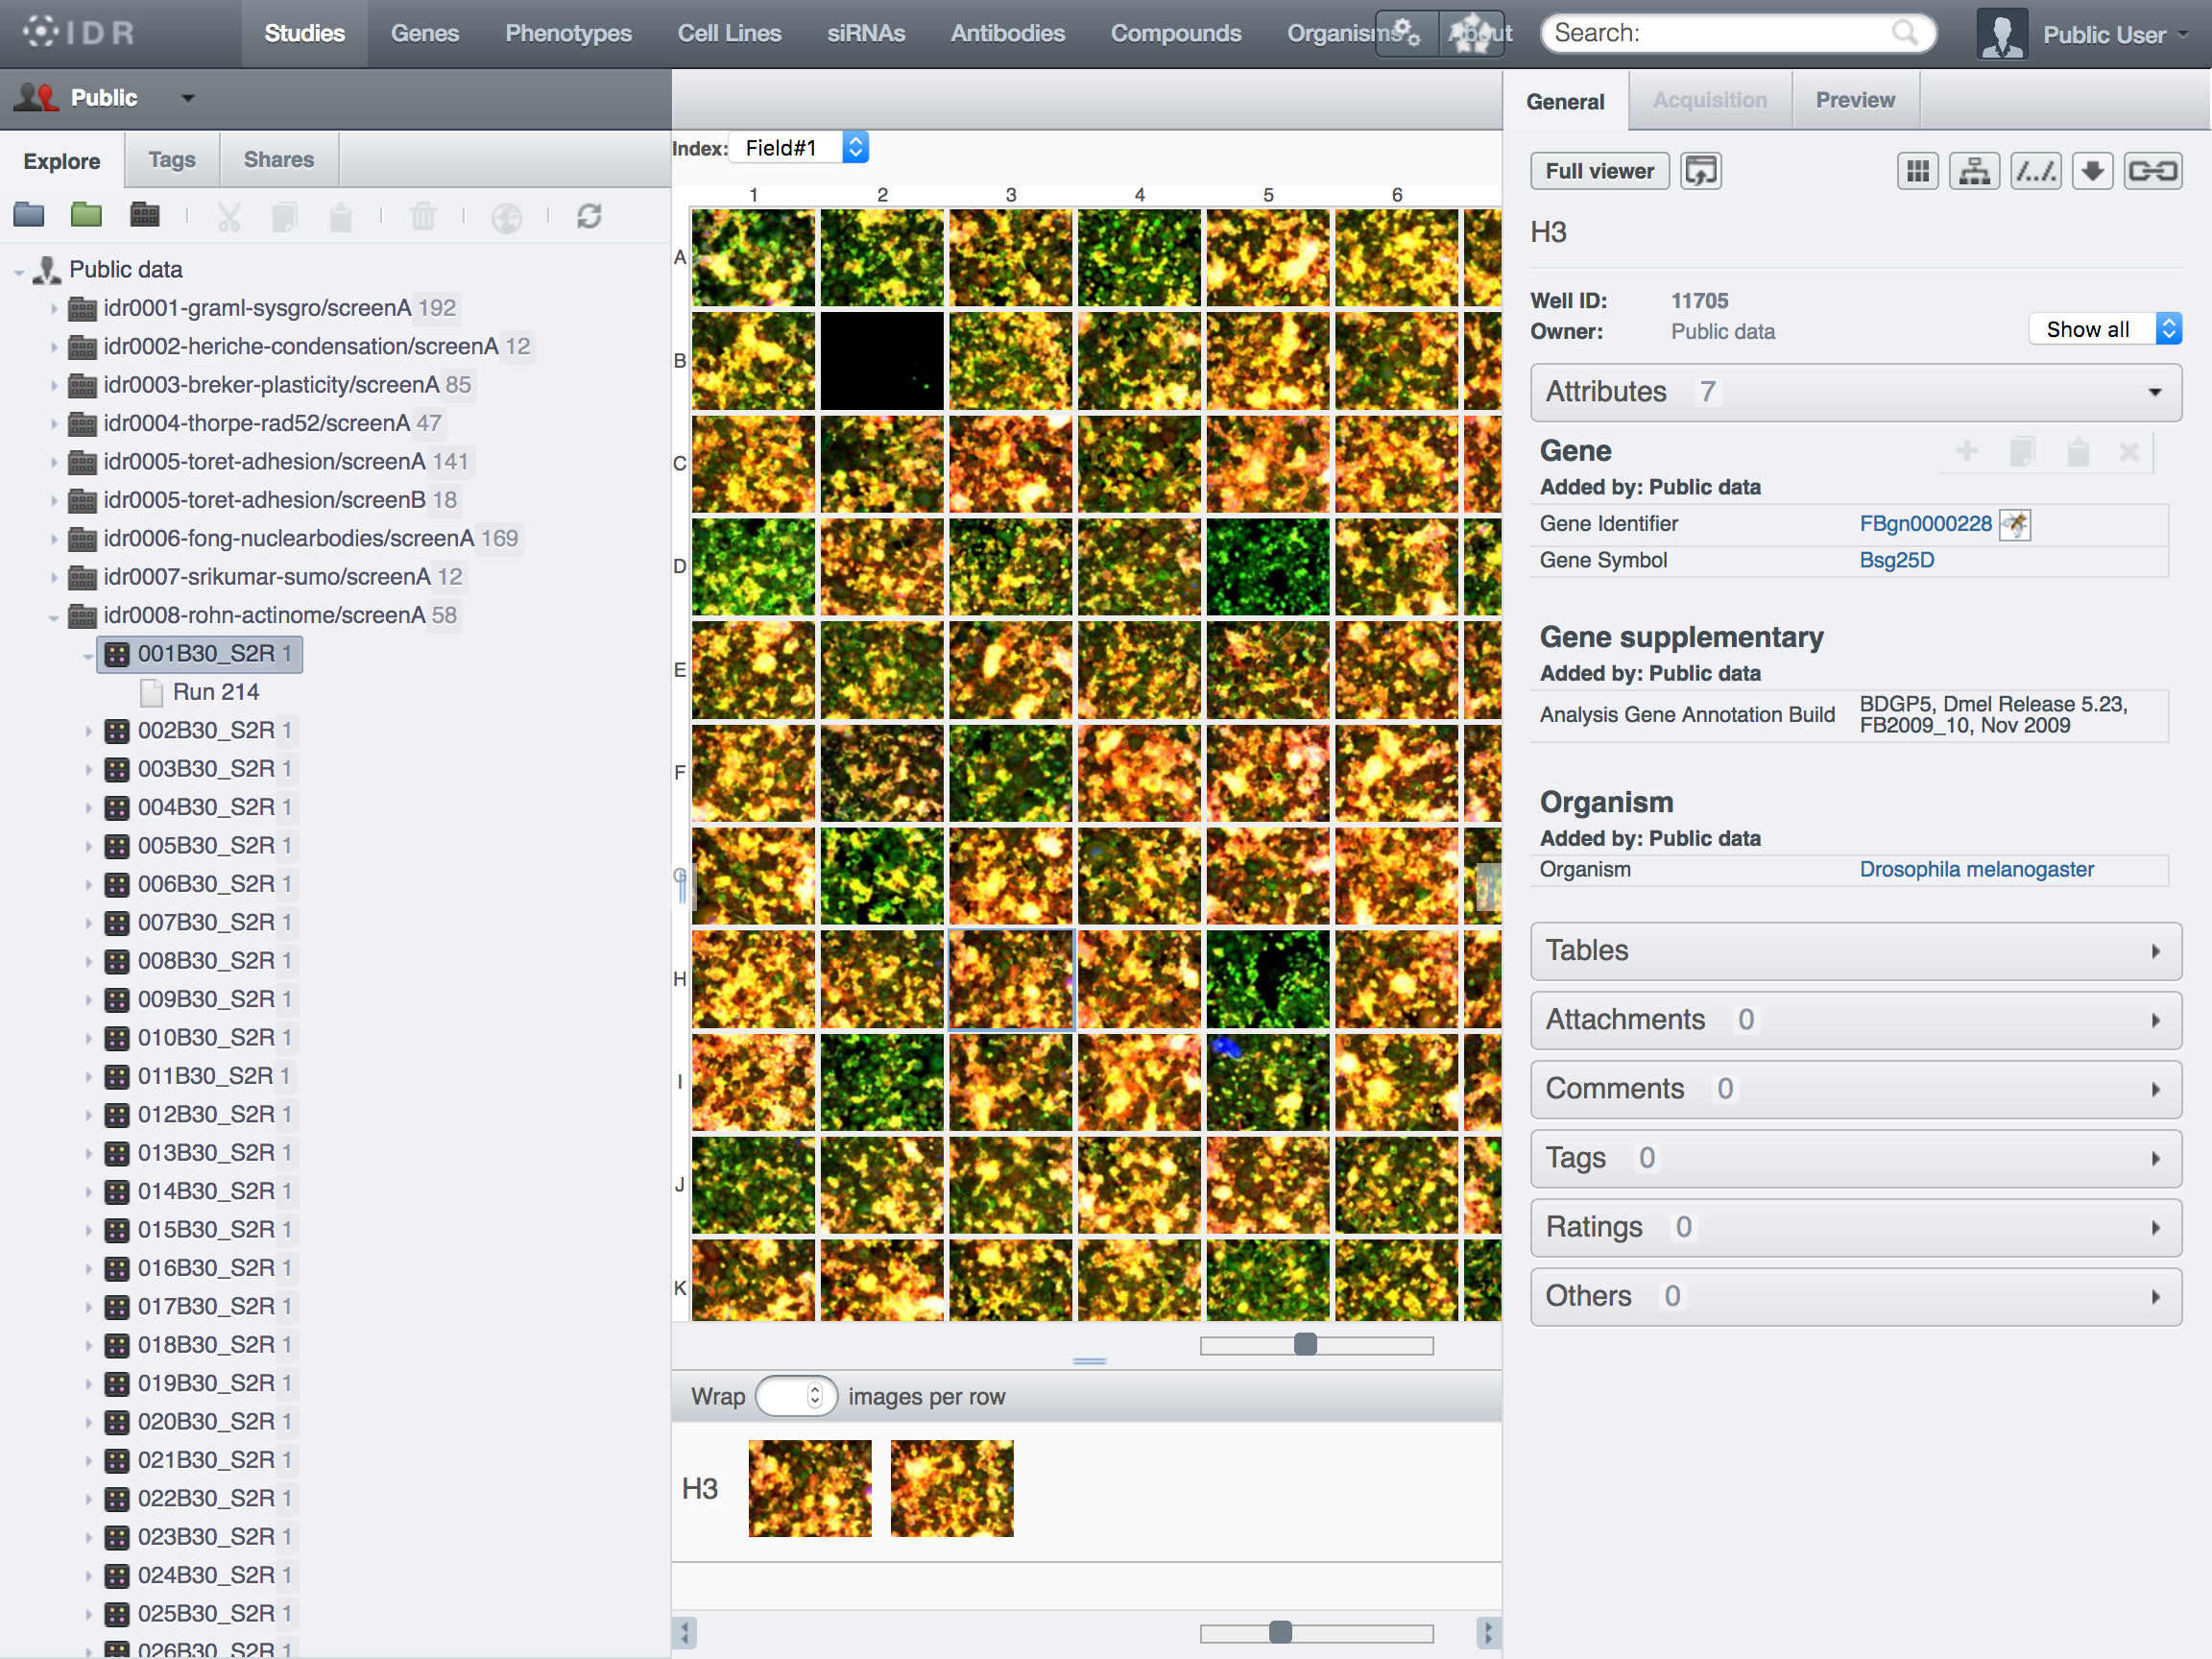 IDR
Studies Genes Phenotypes Cell Lines siRNAs Antibodies Compounds Organisms About
Search:
Public User
Public
Explore Tags Shares
Public data
idr0001-graml-sysgro/screenA 192
idr0002-heriche-condensation/screenA 12
idr0003-breker-plasticity/screenA 85
idr0004-thorpe-rad52/screenA 47
idr0005-toret-adhesion/screenA 141
idr0005-toret-adhesion/screenB 18
idr0006-fong-nuclearbodies/screenA 169
idr0007-srikumar-sumo/screenA 12
idr0008-rohn-actinome/screenA 58
001B30_S2R 1
Run 214
002B30_S2R 1
003B30_S2R 1
004B30_S2R 1
005B30_S2R 1
006B30_S2R 1
007B30_S2R 1
008B30_S2R 1
009B30_S2R 1
010B30_S2R 1
011B30_S2R 1
012B30_S2R 1
013B30_S2R 1
014B30_S2R 1
015B30_S2R 1
016B30_S2R 1
017B30_S2R 1
018B30_S2R 1
019B30_S2R 1
020B30_S2R 1
021B30_S2R 1
022B30_S2R 1
023B30_S2R 1
024B30_S2R 1
025B30_S2R 1
026B30_S2R 1
Index: Field#1
1 2 3 4 5 6
A
B
C
D
E
F
G
H
I
J
K
Wrap images per row
H3
General Acquisition Preview
Full viewer
H3
Well ID: 11705
Owner: Public data
Show all
Attributes 7
Gene
Added by: Public data
Gene Identifier FBgn0000228
Gene Symbol Bsg25D
Gene supplementary
Added by: Public data
Analysis Gene Annotation Build BDGP5, Dmel Release 5.23,
FB2009_10, Nov 2009
Organism
Added by: Public data
Organism Drosophila melanogaster
Tables
Attachments 0
Comments 0
Tags 0
Ratings 0
Others 0